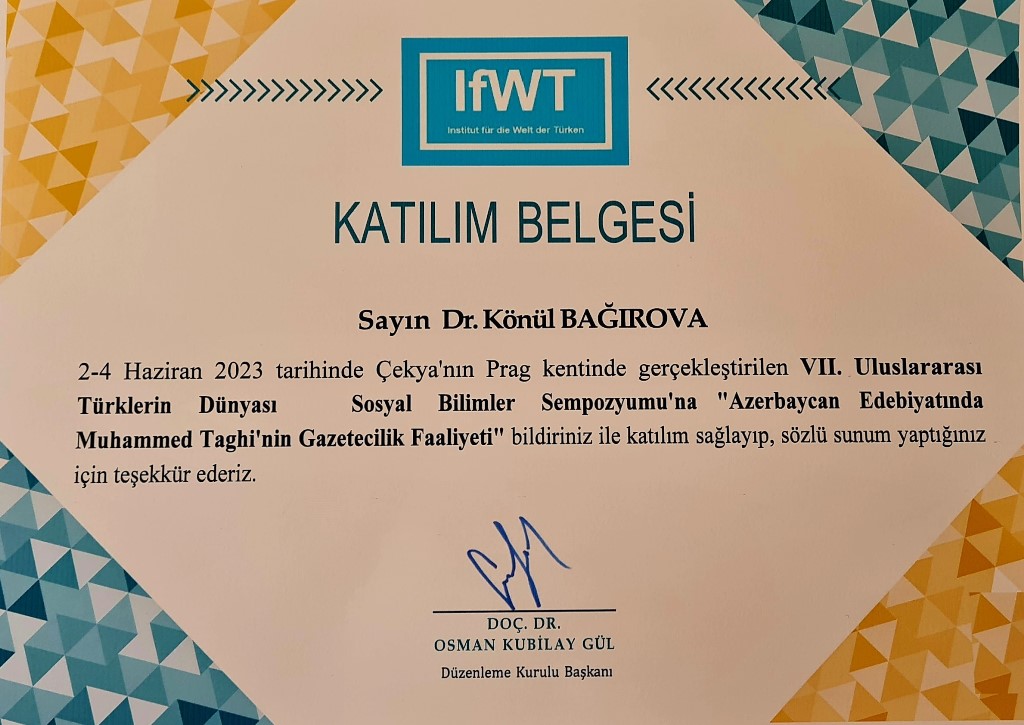 IfWT
Institut für die Welt der Türken
KATILIM BELGESİ
Sayın Dr. Könül BAĞIROVA
2-4 Haziran 2023 tarihinde Çekya'nın Prag kentinde gerçekleştirilen VII. Uluslararası
Türklerin Dünyası Sosyal Bilimler Sempozyumu'na "Azerbaycan Edebiyatında
Muhammed Taghi'nin Gazetecilik Faaliyeti" bildiriniz ile katılım sağlayıp, sözlü sunum yaptığınız
için teşekkür ederiz.
DOÇ. DR.
OSMAN KUBİLAY GÜL
Düzenleme Kurulu Başkanı